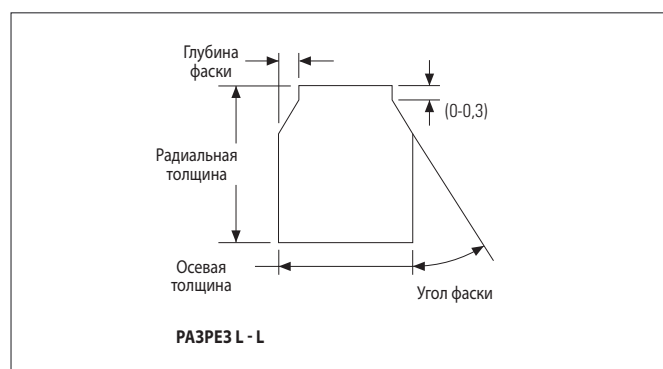 Глубина
фаски
(0-0,3)
Радиальная
толщина
Осевая
толщина
Угол фаски
РАЗРЕЗ L - L